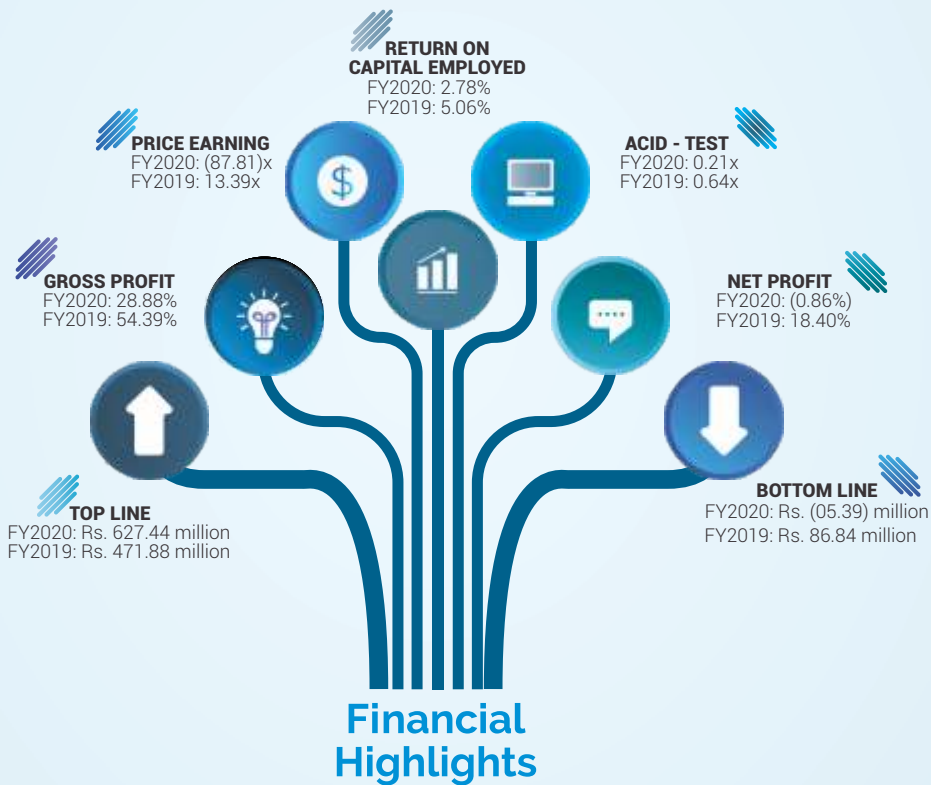 RETURN ON
CAPITAL EMPLOYED
FY2020: 2.78%
FY2019: 5.06%
PRICE EARNING
FY2020: (87.81)x
FY2019: 13.39x
ACID - TEST
FY2020: 0.21x
FY2019: 0.64x
GROSS PROFIT
FY2020: 28.88%
FY2019: 54.39%
NET PROFIT
FY2020: (0.86%)
FY2019: 18.40%
TOP LINE
FY2020: Rs. 627.44 million
FY2019: Rs. 471.88 million
BOTTOM LINE
FY2020: Rs. (05.39) million
FY2019: Rs. 86.84 million
Financial
Highlights